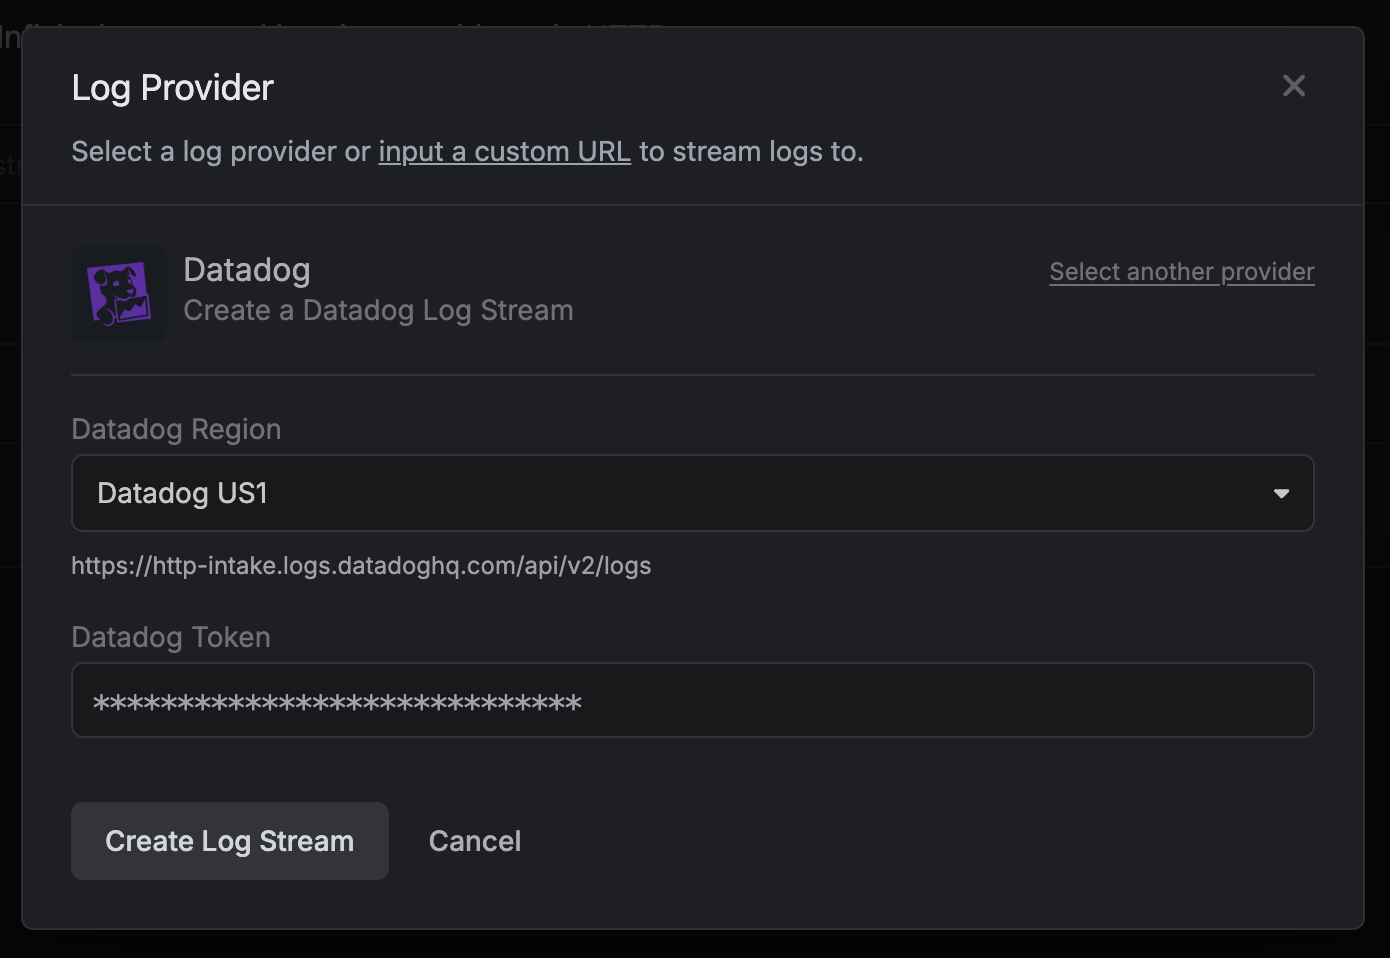 Log Provider
Select a log provider or input a custom URL to stream logs to.
Datadog
Select another provider
Create a Datadog Log Stream
Datadog Region
Datadog US1
https://http-intake.logs.datadoghq.com/api/v2/logs
Datadog Token
*****************************
Create Log Stream
Cancel